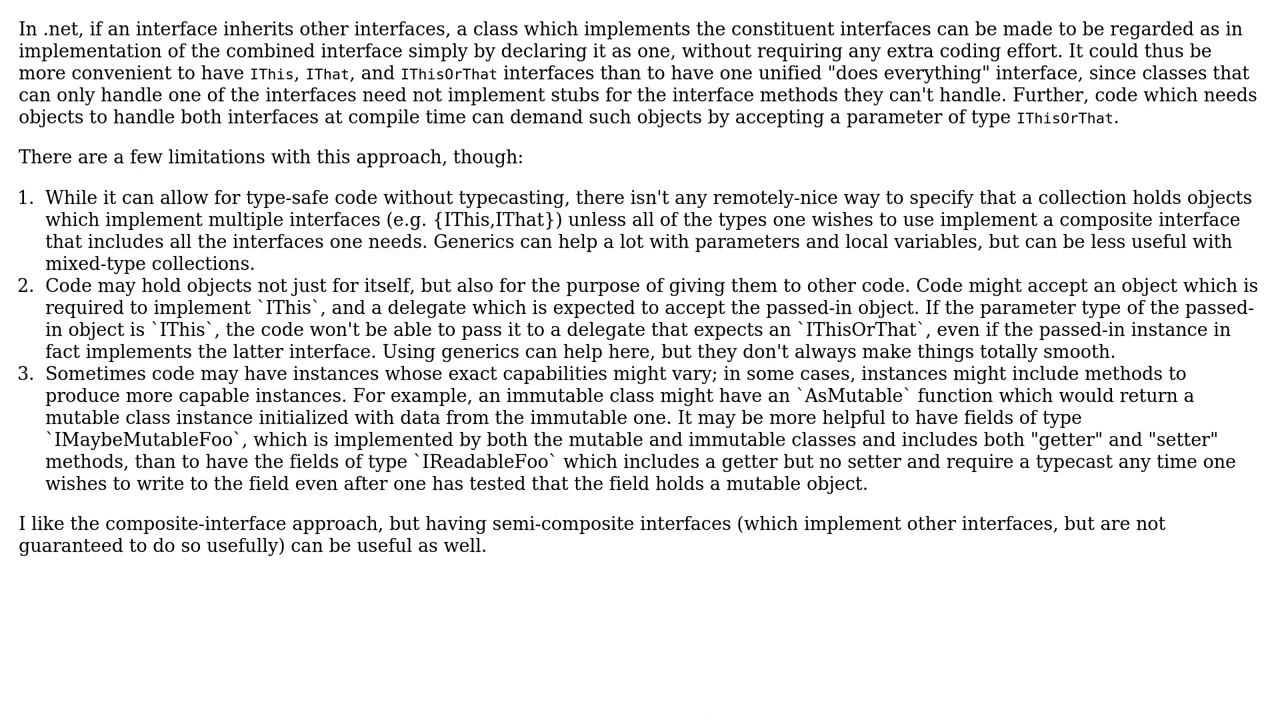 In .net, if an interface inherits other interfaces, a class which implements the constituent interfaces can be made to be regarded as in
implementation of the combined interface simply by declaring it as one, without requiring any extra coding effort. It could thus be
more convenient to have IThis, IThat, and IThisOrThat interfaces than to have one unified "does everything" interface, since classes that
can only handle one of the interfaces need not implement stubs for the interface methods they can't handle. Further, code which needs
objects to handle both interfaces at compile time can demand such objects by accepting a parameter of type IThisOrThat.
There are a few limitations with this approach, though:
1. While it can allow for type-safe code without typecasting, there isn't any remotely-nice way to specify that a collection holds objects
which implement multiple interfaces (e.g. {IThis,IThat}) unless all of the types one wishes to use implement a composite interface
that includes all the interfaces one needs. Generics can help a lot with parameters and local variables, but can be less useful with
mixed-type collections.
2. Code may hold objects not just for itself, but also for the purpose of giving them to other code. Code might accept an object which is
required to implement `IThis`, and a delegate which is expected to accept the passed-in object. If the parameter type of the passed-
in object is `IThis`, the code won't be able to pass it to a delegate that expects an `IThisOrThat`, even if the passed-in instance in
fact implements the latter interface. Using generics can help here, but they don't always make things totally smooth.
3. Sometimes code may have instances whose exact capabilities might vary; in some cases, instances might include methods to
produce more capable instances. For example, an immutable class might have an `AsMutable` function which would return a
mutable class instance initialized with data from the immutable one. It may be more helpful to have fields of type
`IMaybeMutableFoo`, which is implemented by both the mutable and immutable classes and includes both "getter" and "setter"
methods, than to have the fields of type `IReadableFoo` which includes a getter but no setter and require a typecast any time one
wishes to write to the field even after one has tested that the field holds a mutable object.
I like the composite-interface approach, but having semi-composite interfaces (which implement other interfaces, but are not
guaranteed to do so usefully) can be useful as well.